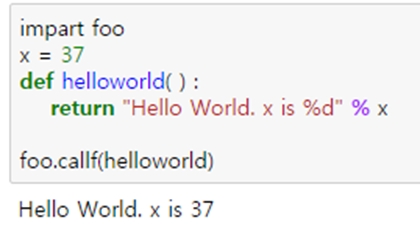 impart foo
x = 37
def helloworld( ) :
return "Hello World. x is %d" % x
foo.callf(helloworld)
Hello World. x is 37